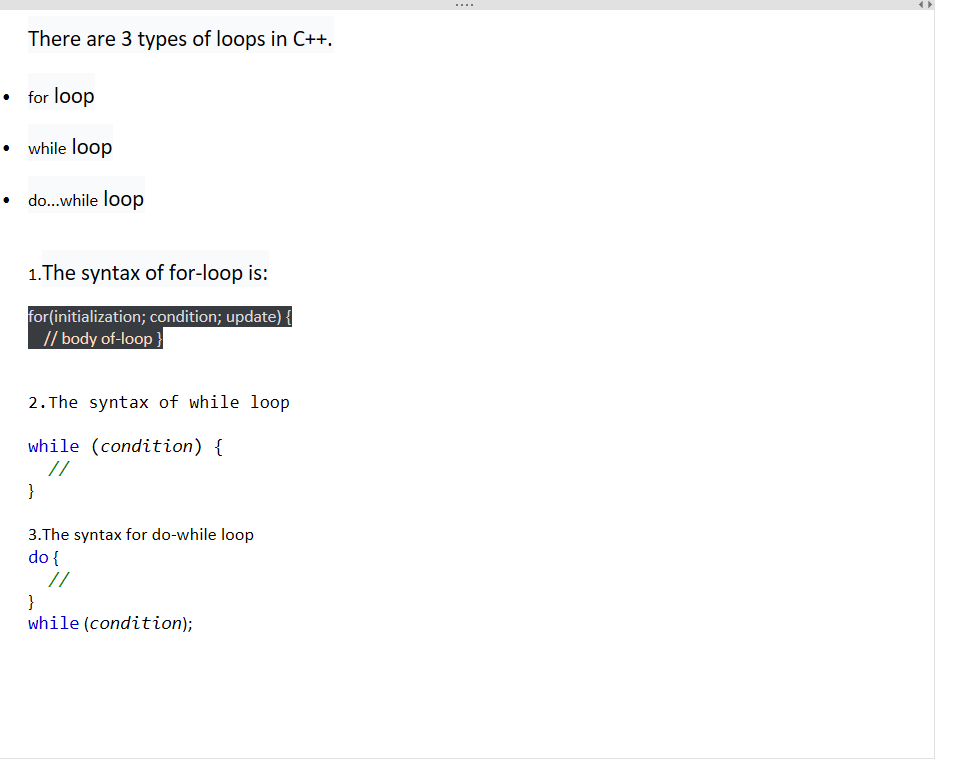 There are 3 types of loops in C++.
• for loop
• while loop
• do...while loop
1.The syntax of for-loop is:
for(initialization; condition; update) {
// body of-loop }
2.The syntax of while loop
while (condition) {
//
}
3.The syntax for do-while loop
do {
//
}
while (condition);